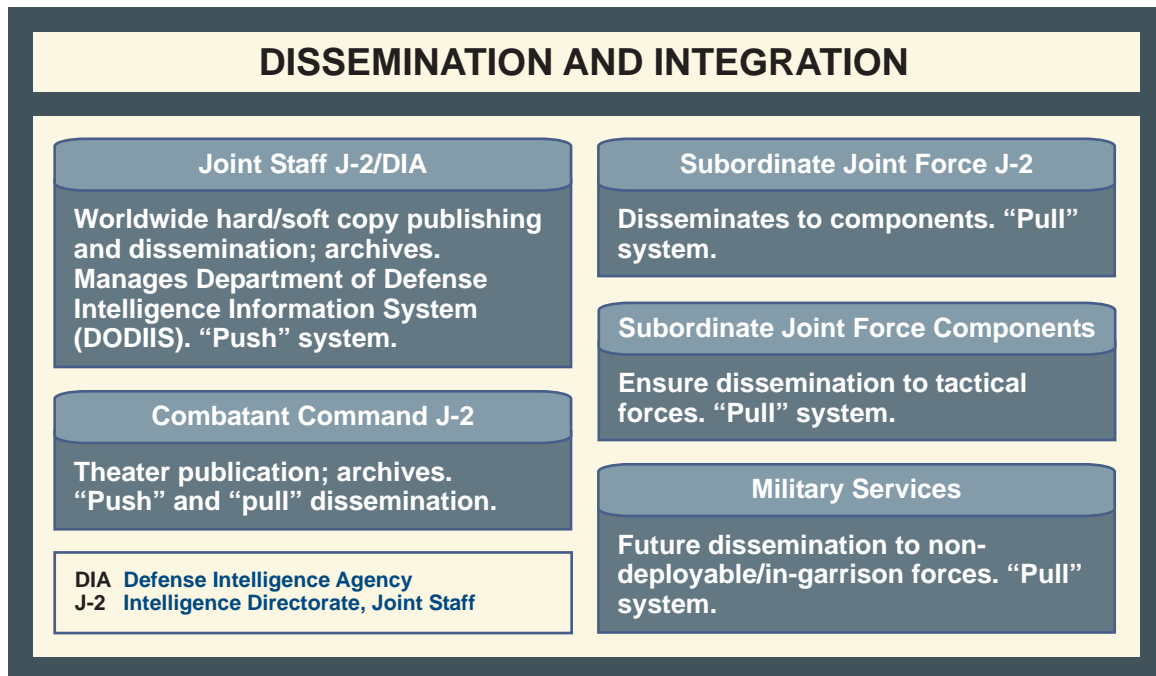 DISSEMINATION AND INTEGRATION
Joint Staff J-2/DIA
Worldwide hard/soft copy publishing
and dissemination; archives.
Manages Department of Defense
Intelligence Information System
(DODIIS). “Push” system.
Combatant Command J-2
Theater publication; archives.
“Push” and “pull” dissemination.
DIA Defense Intelligence Agency
J-2 Intelligence Directorate, Joint Staff
Subordinate Joint Force J-2
Disseminates to components. “Pull”
system.
Subordinate Joint Force Components
Ensure dissemination to tactical
forces. “Pull” system.
Military Services
Future dissemination to non-
deployable/in-garrison forces. “Pull”
system.